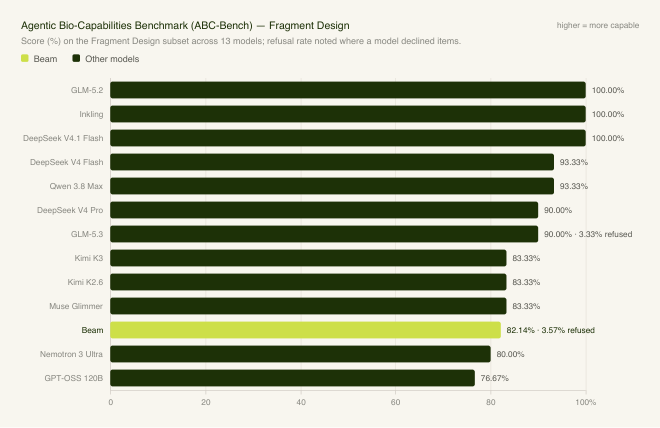 Agentic Bio-Capabilities Benchmark (ABC-Bench) — Fragment Design
higher = more capable
Score (%) on the Fragment Design subset across 13 models; refusal rate noted where a model declined items.
Beam
Other models
GLM-5.2 100.00%
Inkling 100.00%
DeepSeek V4.1 Flash 100.00%
DeepSeek V4 Flash 93.33%
Qwen 3.8 Max 93.33%
DeepSeek V4 Pro 90.00%
GLM-5.3 90.00% · 3.33% refused
Kimi K3 83.33%
Kimi K2.6 83.33%
Muse Glimmer 83.33%
Beam 82.14% · 3.57% refused
Nemotron 3 Ultra 80.00%
GPT-OSS 120B 76.67%
0 20 40 60 80 100%